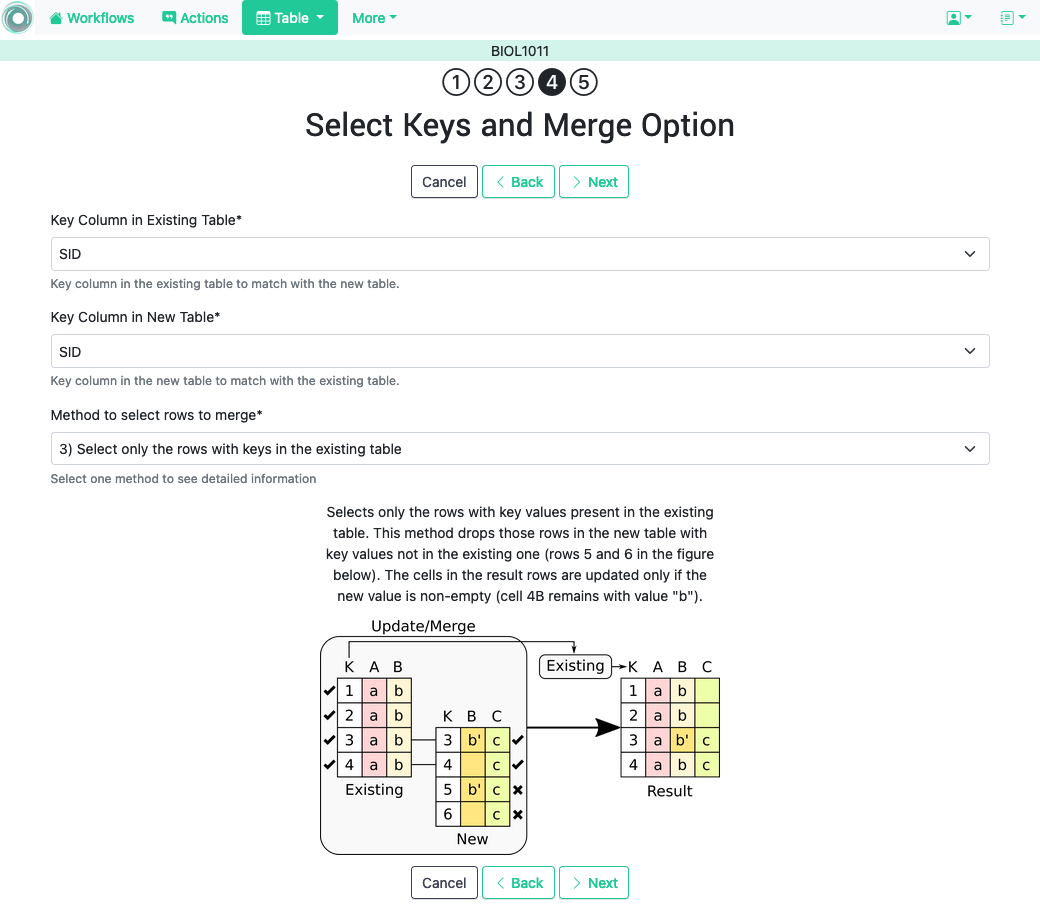 Workflows Actions Table More
BIOL1011
1 2 3 4 5
Select Keys and Merge Option
Cancel Back Next
Key Column in Existing Table*
SID
Key column in the existing table to match with the new table.
Key Column in New Table*
SID
Key column in the new table to match with the existing table.
Method to select rows to merge*
3) Select only the rows with keys in the existing table
Select one method to see detailed information
Selects only the rows with key values present in the existing
table. This method drops those rows in the new table with
key values not in the existing one (rows 5 and 6 in the figure
below). The cells in the result rows are updated only if the
new value is non-empty (cell 4B remains with value "b").
Update/Merge
K A B
1 a b
2 a b
3 a b
4 a b
Existing
K B C
3 b' c
4 c
5 b' c
6 c
New
Existing
K A B C
1 a b
2 a b
3 a b' c
4 a b c
Result
Cancel Back Next